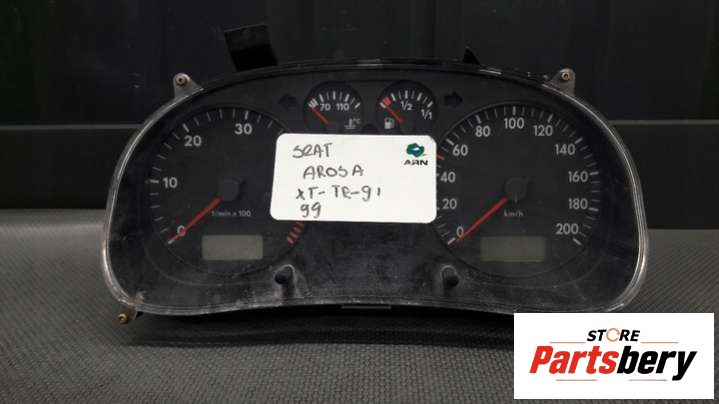 70 110
°C
1/2 1/1
20 30
10
0
1/min x 100
SEAT
AROSA
XT-TR-91
99
ARN
100 120
80 140
60 160
40 180
20 200
0
km/h
STORE
Partsbery